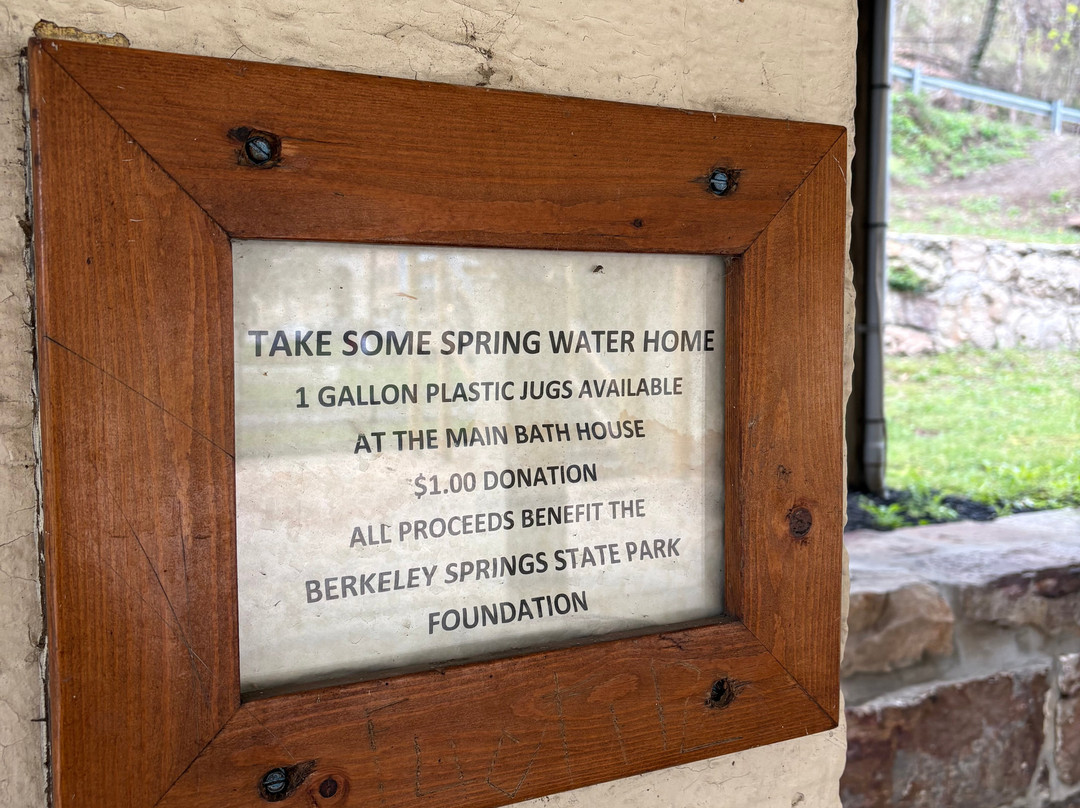 TAKE SOME SPRING WATER HOME
1 GALLON PLASTIC JUGS AVAILABLE
AT THE MAIN BATH HOUSE
$1.00 DONATION
ALL PROCEEDS BENEFIT THE
BERKELEY SPRINGS STATE PARK
FOUNDATION